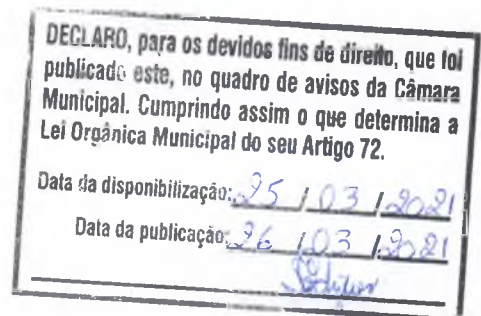 DECLARO, para os devidos fins de direito, que foi
publicado este, no quadro de avisos da Câmara
Municipal. Cumprindo assim o que determina a
Lei Orgânica Municipal do seu Artigo 72.
Data da disponibilização: 25 / 03 / 2021
Data da publicação: 26 / 03 / 2021